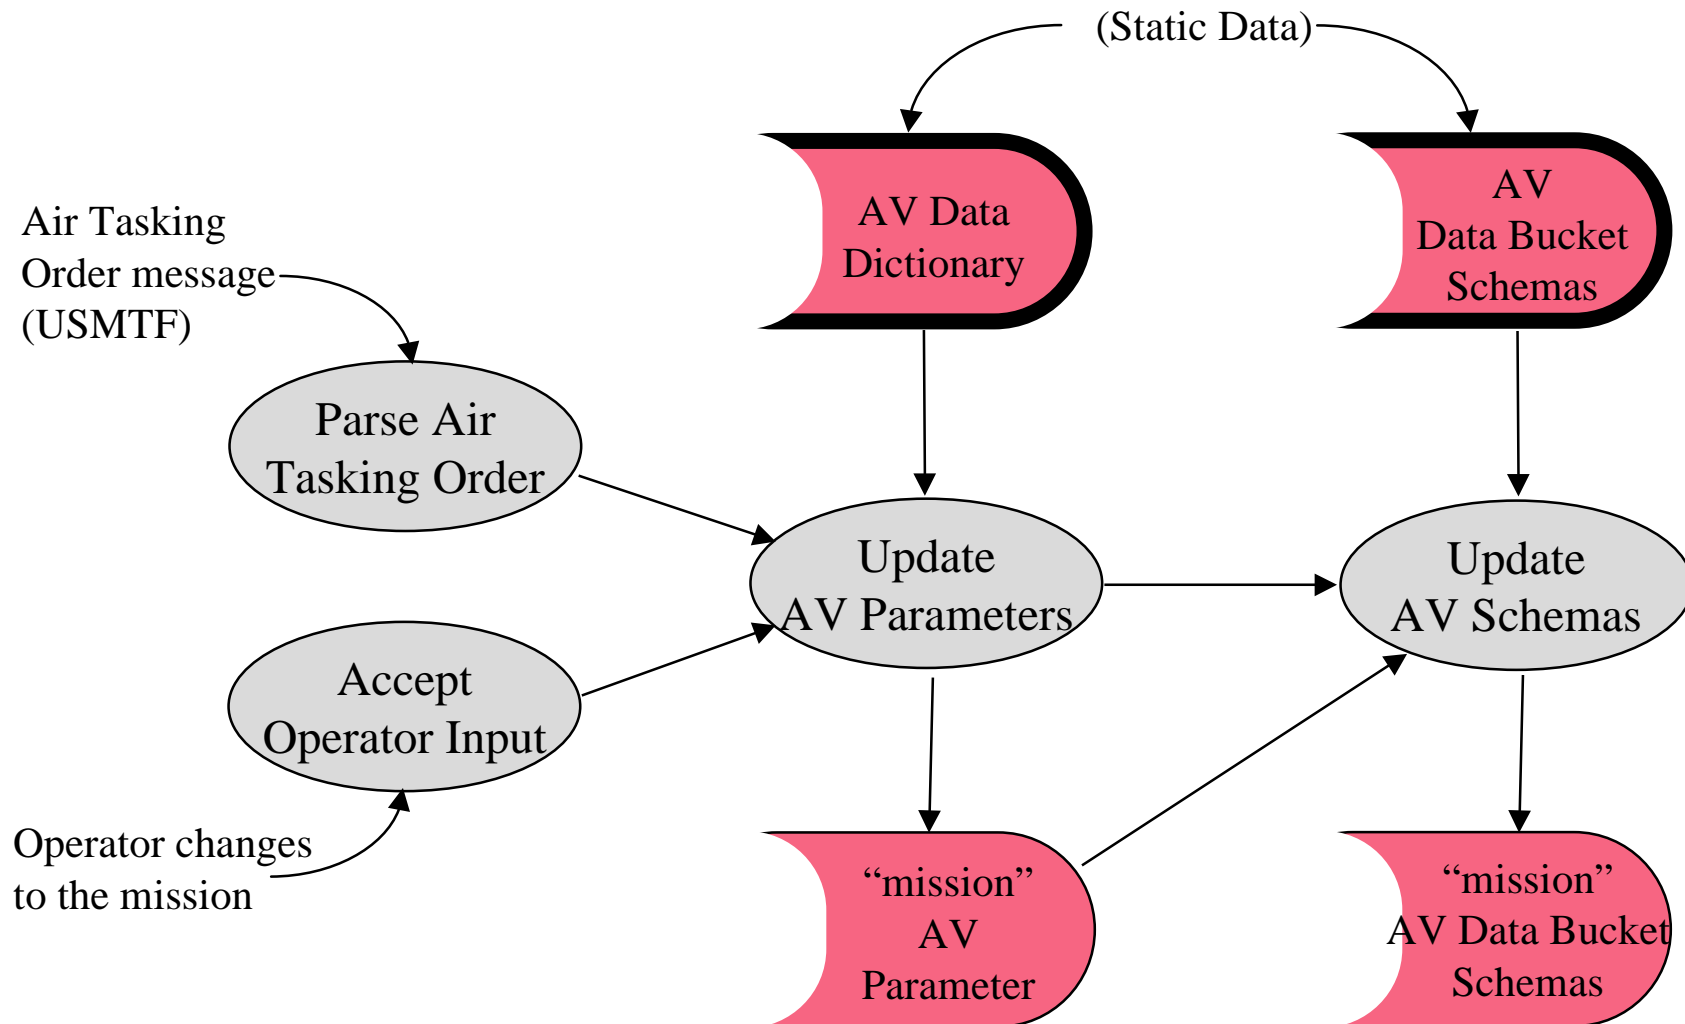 (Static Data)
Air Tasking
Order message
(USMTF)
AV Data
Dictionary
AV
Data Bucket
Schemas
Parse Air
Tasking Order
Update
AV Parameters
Update
AV Schemas
Accept
Operator Input
Operator changes
to the mission
“mission”
AV
Parameter
“mission”
AV Data Bucket
Schemas